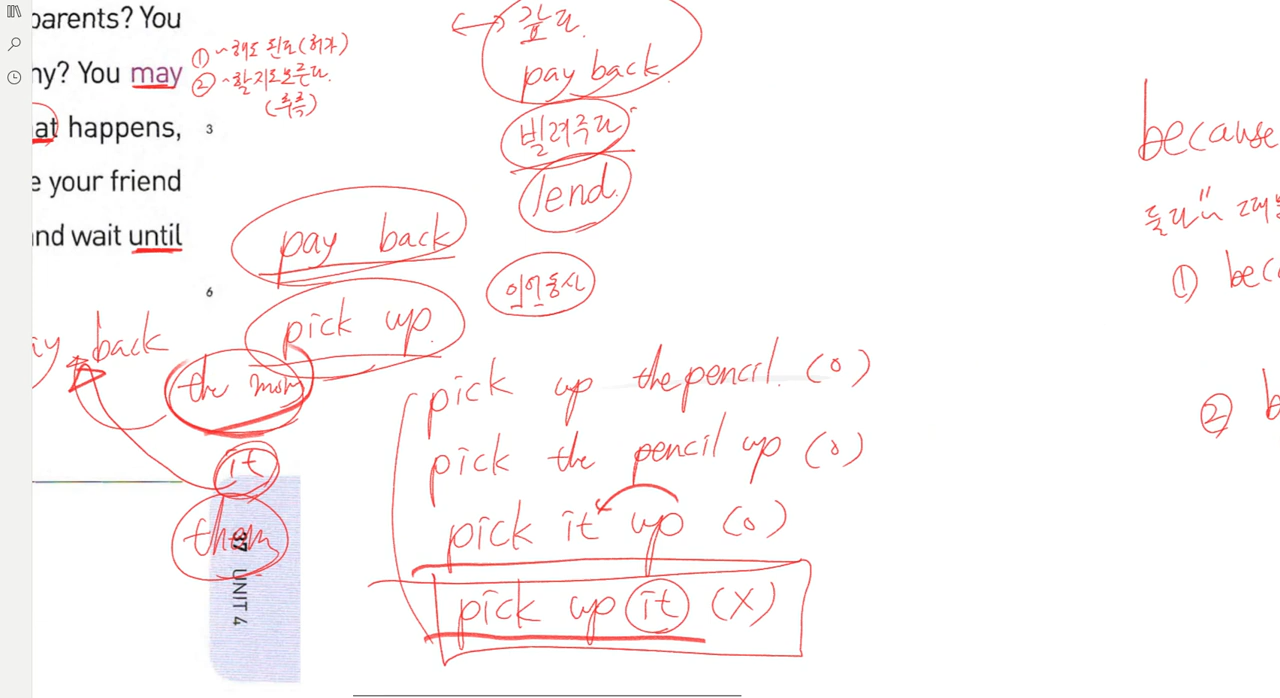 parents? You
ny? You may
① ~해도 된다(허가)
② ~할지도모른다.
(추측)
at happens,
3
e your friend
nd wait until
6
갚다.
pay back.
빌려주다
lend.
pay back
이어동사
pick up.
ay back
the mon
it
them
pick up the pencil. (o)
pick the pencil up (o)
pick it up (o)
pick up it (X)
37 UNIT 4
because
①
②